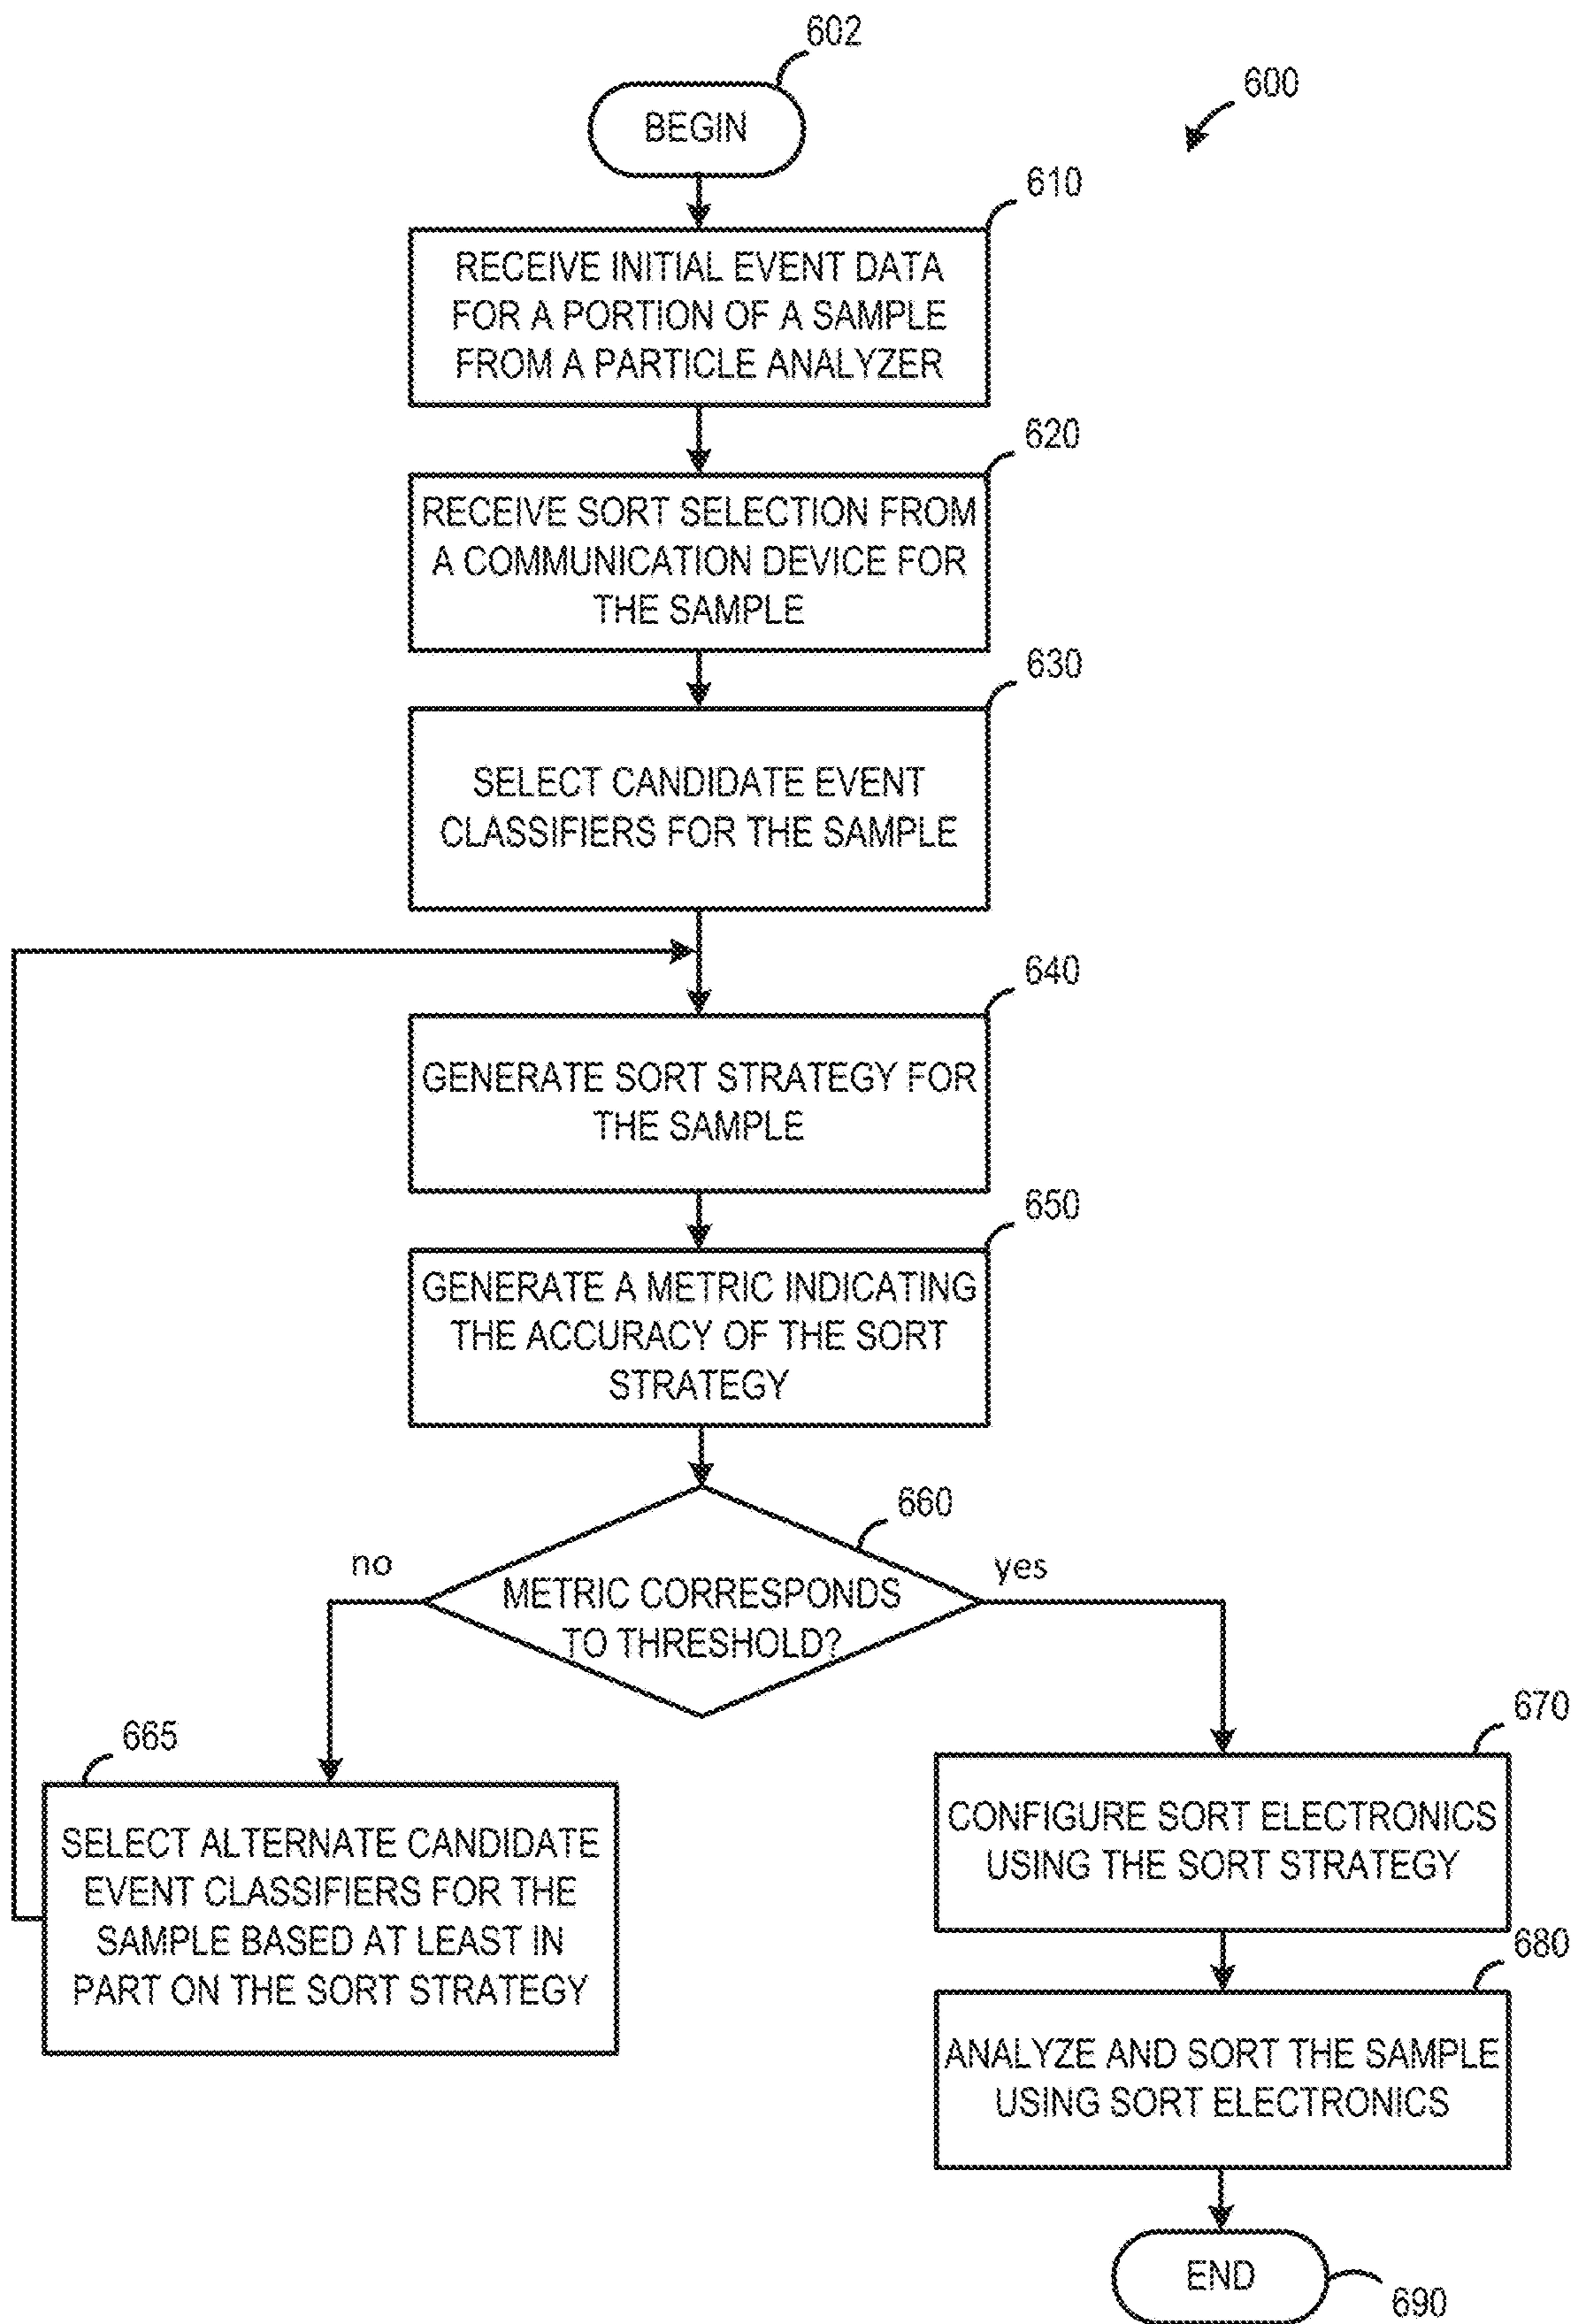 602
600
BEGIN
610
RECEIVE INITIAL EVENT DATA
FOR A PORTION OF A SAMPLE
FROM A PARTICLE ANALYZER
620
RECEIVE SORT SELECTION FROM
A COMMUNICATION DEVICE FOR
THE SAMPLE
630
SELECT CANDIDATE EVENT
CLASSIFIERS FOR THE SAMPLE
640
GENERATE SORT STRATEGY FOR
THE SAMPLE
650
GENERATE A METRIC INDICATING
THE ACCURACY OF THE SORT
STRATEGY
660
no
yes
METRIC CORRESPONDS
TO THRESHOLD?
665
SELECT ALTERNATE CANDIDATE
EVENT CLASSIFIERS FOR THE
SAMPLE BASED AT LEAST IN
PART ON THE SORT STRATEGY
670
CONFIGURE SORT ELECTRONICS
USING THE SORT STRATEGY
680
ANALYZE AND SORT THE SAMPLE
USING SORT ELECTRONICS
END
690